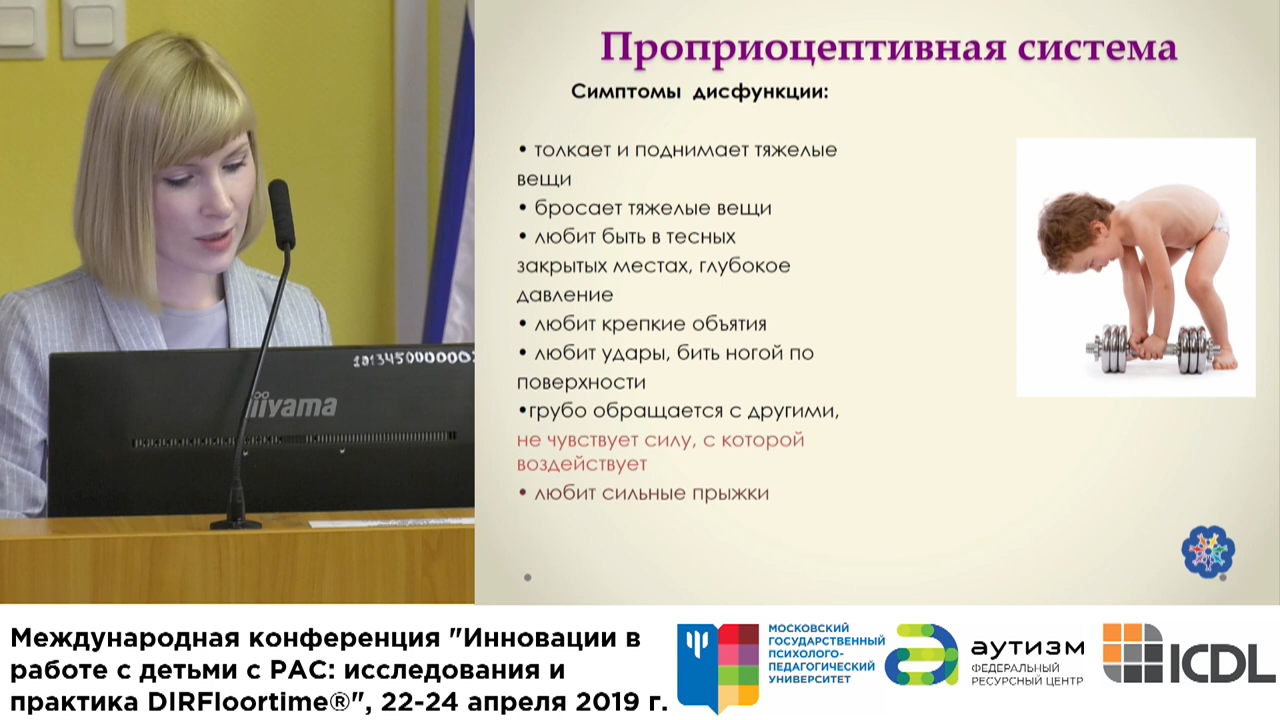 Проприоцептивная система
Симптомы дисфункции:
• толкает и поднимает тяжелые
вещи
• бросает тяжелые вещи
• любит быть в тесных
закрытых местах, глубокое
давление
• любит крепкие объятия
• любит удары, бить ногой по
поверхности
•грубо обращается с другими,
не чувствует силу, с которой
воздействует
• любит сильные прыжки
iiyama
Международная конференция "Инновации в
работе с детьми с РАС: исследования и
практика DIRFloortime®", 22-24 апреля 2019 г.
МОСКОВСКИЙ
ГОСУДАРСТВЕННЫЙ
ПСИХОЛОГО-
ПЕДАГОГИЧЕСКИЙ
УНИВЕРСИТЕТ
аутизм
ФЕДЕРАЛЬНЫЙ
РЕСУРСНЫЙ ЦЕНТР
ICDL